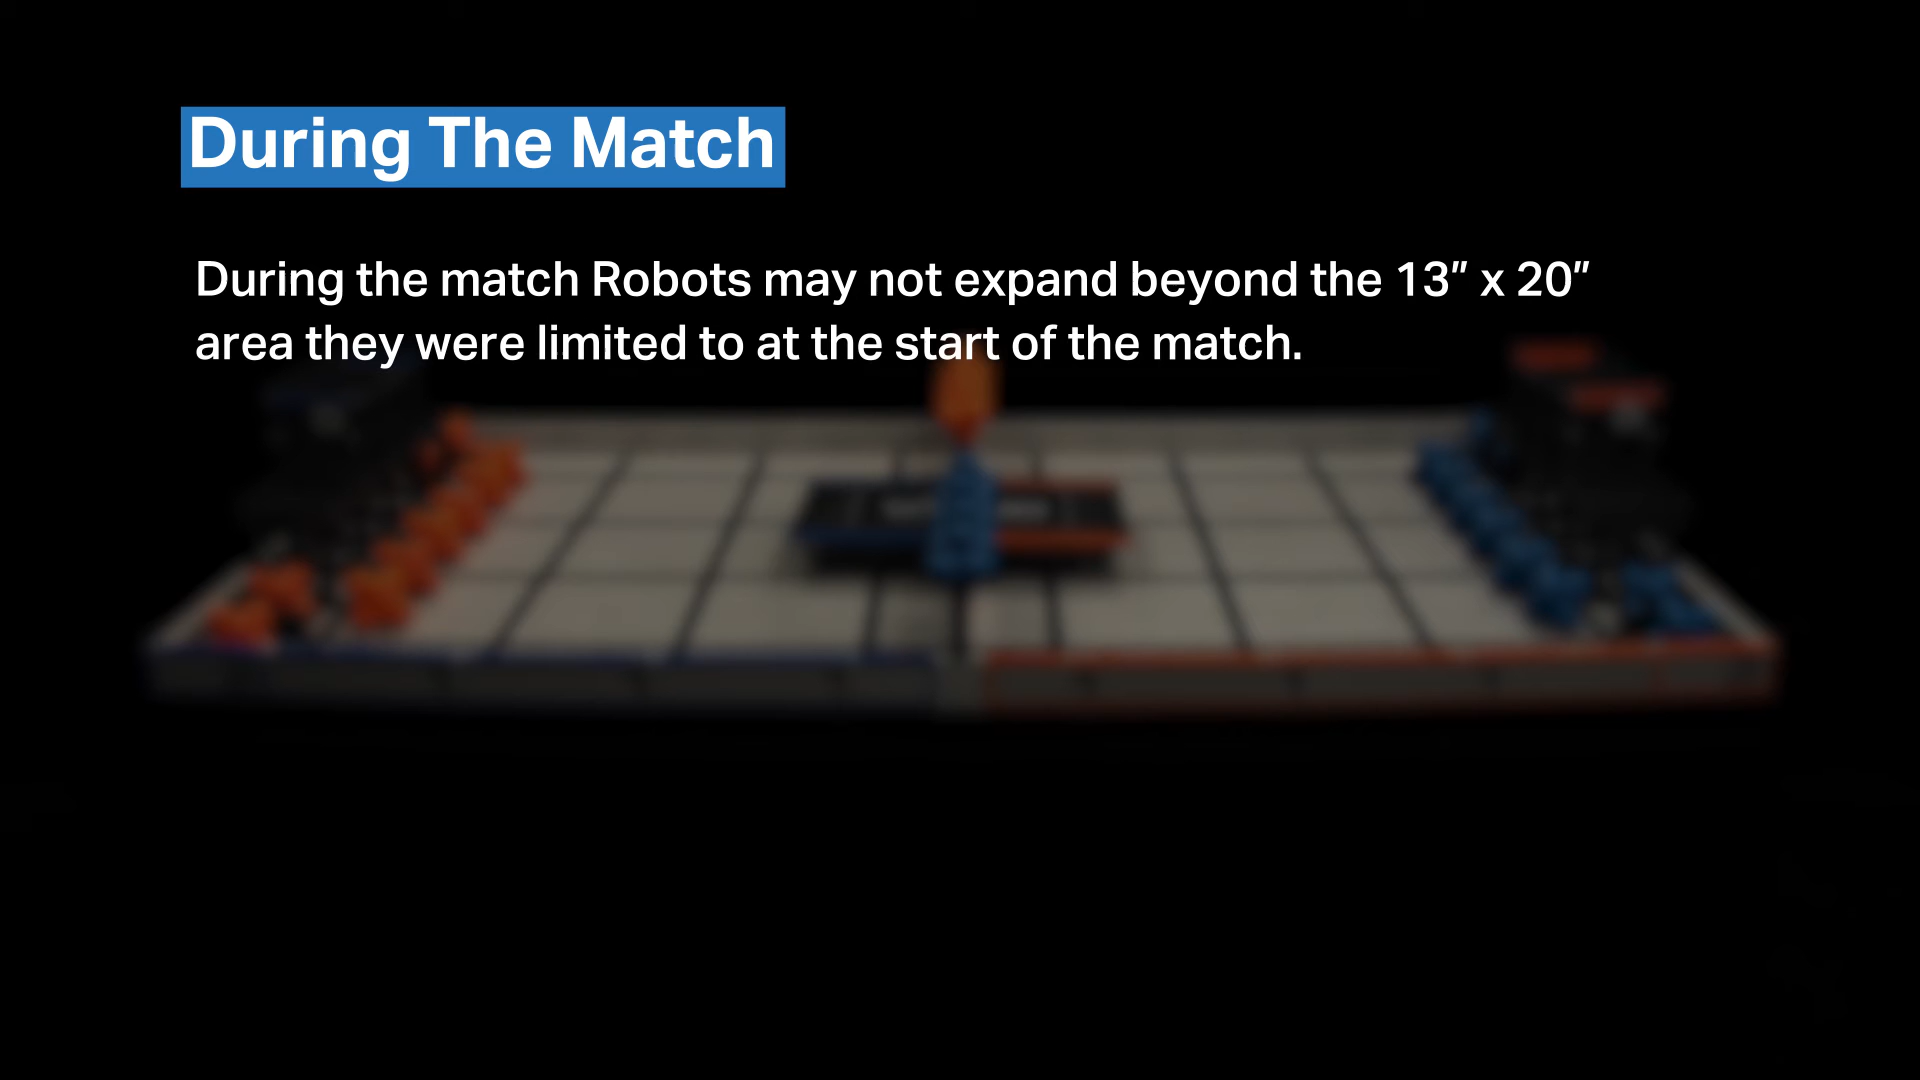 During The Match
During the match Robots may not expand beyond the 13″ x 20″
area they were limited to at the start of the match.